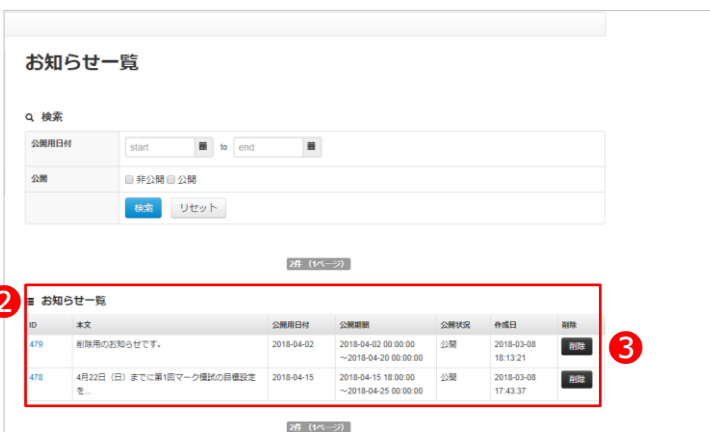 お知らせ一覧
検索
公開用日付 start to end
公開 非公開 公開
検索 リセット
2件 (1ページ)
2 お知らせ一覧
ID 本文 公開用日付 公開期間 公開状況 作成日 削除
479 削除用のお知らせです。 2018-04-02 2018-04-02 00:00:00 公開 2018-03-08 削除 3
～2018-04-20 00:00:00 18:13:21
478 4月22日（日）までに第1回マーク模試の目標設定 2018-04-15 2018-04-15 18:00:00 公開 2018-03-08 削除
を... ～2018-04-25 00:00:00 17:43:37
2件 (1ページ)